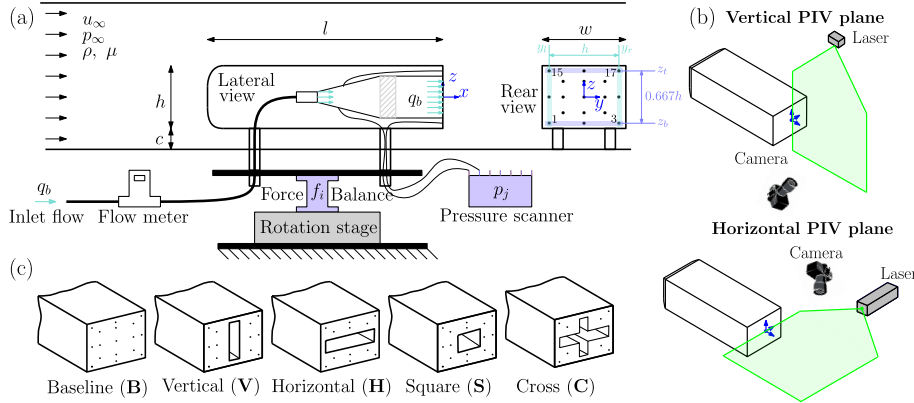 (a)
u∞
p∞
ρ, μ
l
Lateral
view
h
c
q_b
z
x
w
y_l
h
y_r
15
17
z_t
Rear
view
z
y
0.667h
1
3
z_b
q_b
Inlet flow
Flow meter
Force
f_i
Balance
p_j
Pressure scanner
Rotation stage
(b)
Vertical PIV plane
Laser
Camera
Horizontal PIV plane
Camera
Laser
(c)
Baseline (B)
Vertical (V)
Horizontal (H)
Square (S)
Cross (C)